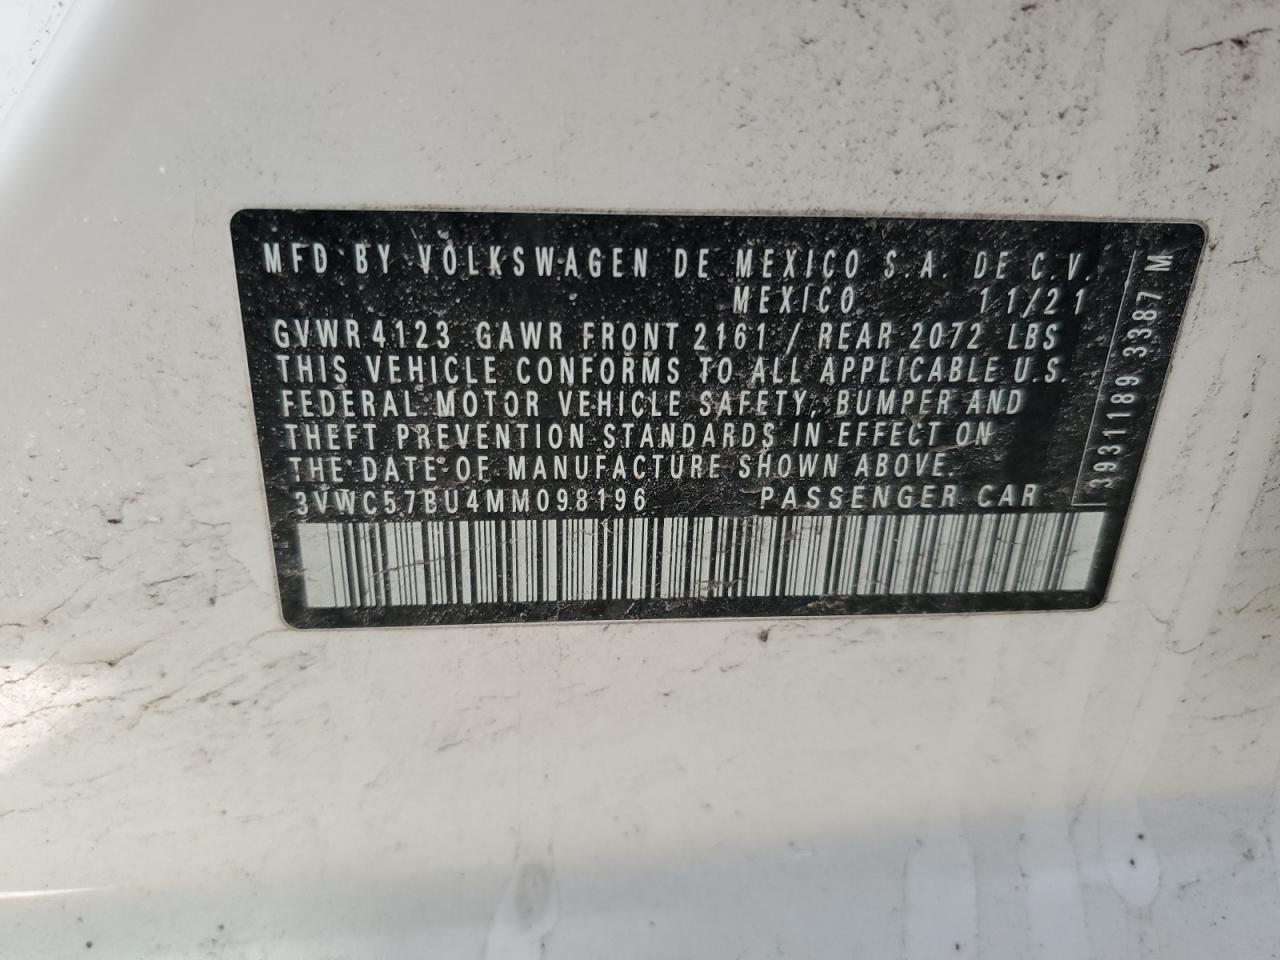 MFD BY VOLKSWAGEN DE MEXICO S.A. DE C.V.
MEXICO 11/21
GVWR 4123 GAWR FRONT 2161 / REAR 2072 LBS
THIS VEHICLE CONFORMS TO ALL APPLICABLE U.S.
FEDERAL MOTOR VEHICLE SAFETY, BUMPER AND
THEFT PREVENTION STANDARDS IN EFFECT ON
THE DATE OF MANUFACTURE SHOWN ABOVE.
3VWC57BU4MM098196 PASSENGER CAR
3931189 3387 M